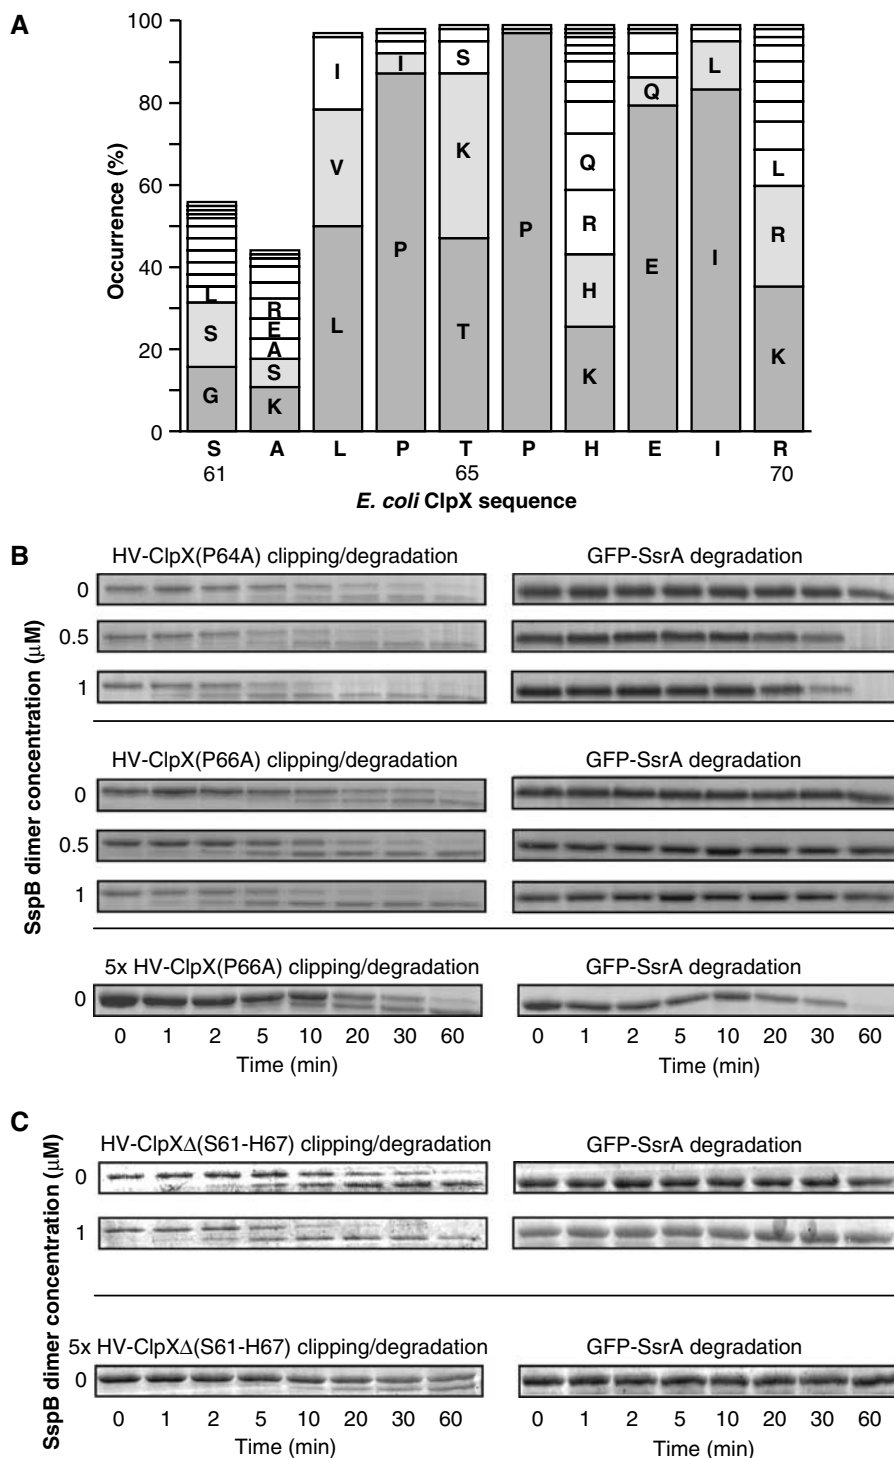 A
100
80
60
40
20
0
Occurrence (%)
L
S
G
R
E
A
S
K
I
V
L
I
P
S
K
T
P
Q
R
H
K
Q
E
L
I
L
R
K
S A L P T P H E I R
61 65 70
E. coli ClpX sequence
B
HV-ClpX(P64A) clipping/degradation GFP-SsrA degradation
0
0.5
1
HV-ClpX(P66A) clipping/degradation GFP-SsrA degradation
0
0.5
1
SspB dimer concentration (μM)
5x HV-ClpX(P66A) clipping/degradation GFP-SsrA degradation
0
0 1 2 5 10 20 30 60 0 1 2 5 10 20 30 60
Time (min) Time (min)
C
HV-ClpXΔ(S61-H67) clipping/degradation GFP-SsrA degradation
0
1
SspB dimer concentration (μM)
5x HV-ClpXΔ(S61-H67) clipping/degradation GFP-SsrA degradation
0
0 1 2 5 10 20 30 60 0 1 2 5 10 20 30 60
Time (min) Time (min)